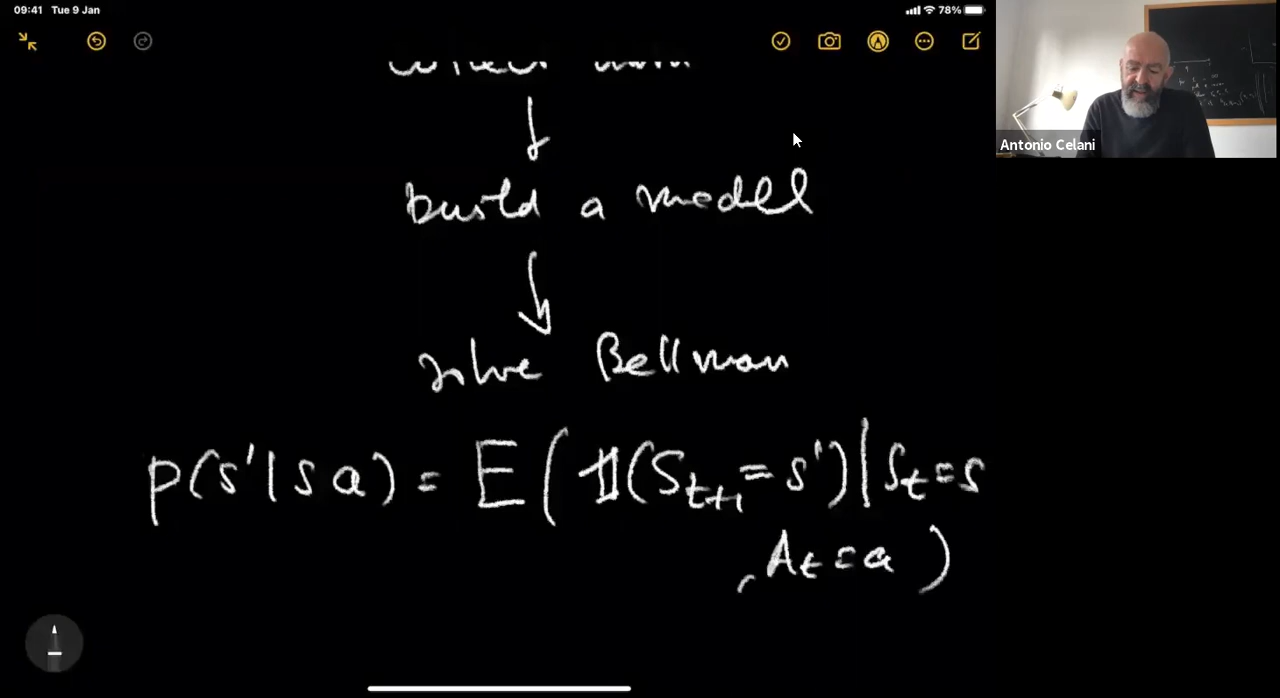 09:41 Tue 9 Jan
78%
Antonio Celani
build a model
solve Bellman
p(s'|s a) = E(𝟙(S_{t+1}=s')|S_t=s
, A_t=a)